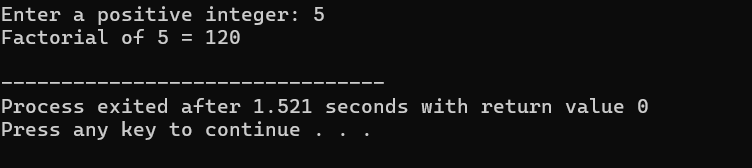 Enter a positive integer: 5
Factorial of 5 = 120
--------------------------------
Process exited after 1.521 seconds with return value 0
Press any key to continue . . .